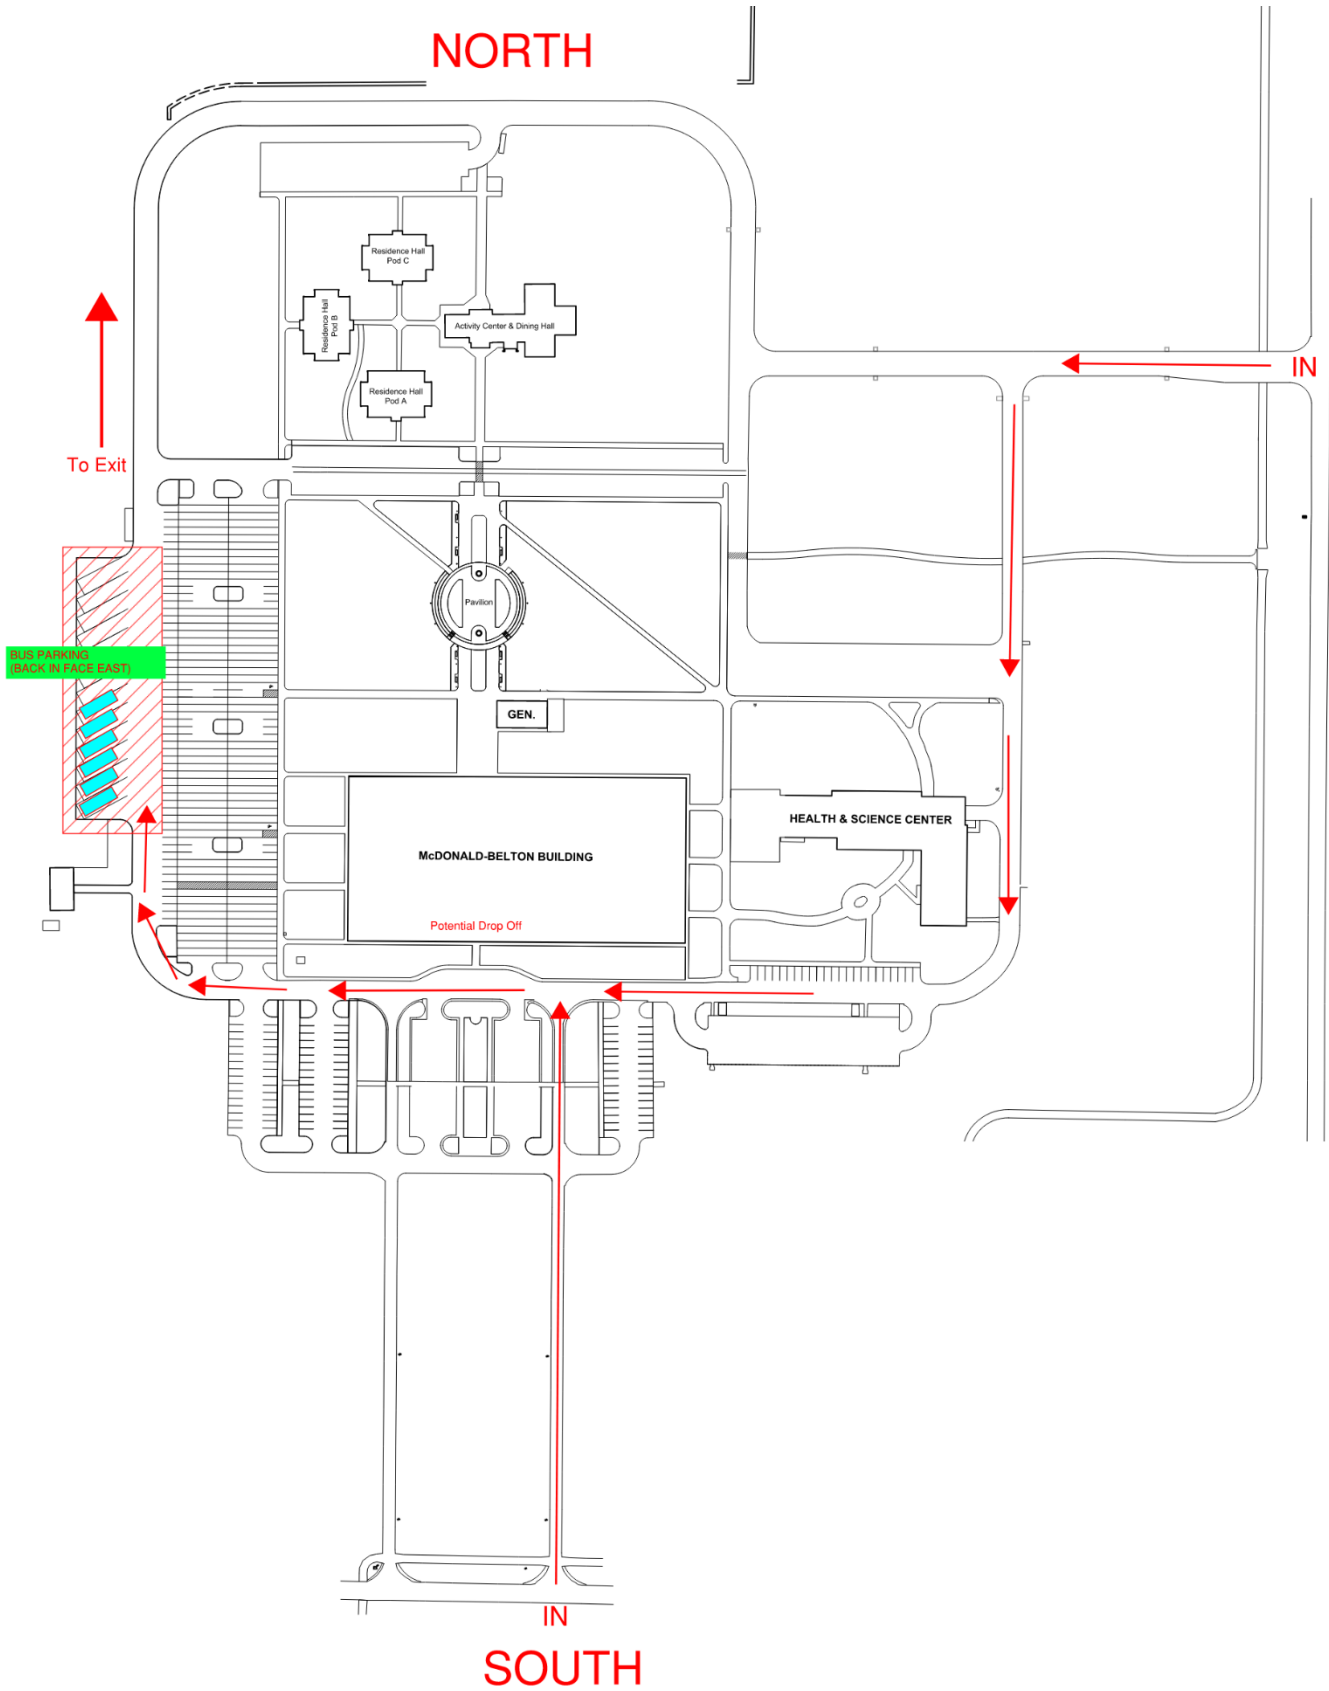 NORTH
Residence Hall
Pod C
Residence Hall
Pod B
Activity Center & Dining Hall
IN
Residence Hall
Pod A
To Exit
Pavilion
BUS PARKING
(BACK IN FACE EAST)
GEN.
HEALTH & SCIENCE CENTER
McDONALD-BELTON BUILDING
Potential Drop Off
IN
SOUTH